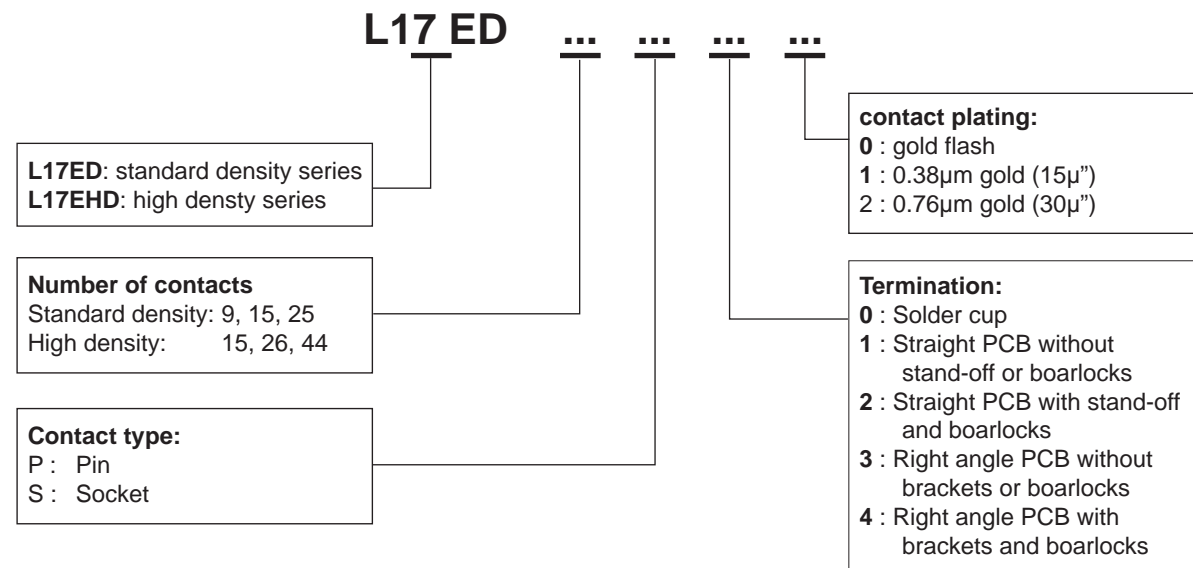 L17 ED ... ... ... ...
L17ED: standard density series
L17EHD: high densty series
Number of contacts
Standard density: 9, 15, 25
High density: 15, 26, 44
Contact type:
P : Pin
S : Socket
contact plating:
0 : gold flash
1 : 0.38µm gold (15µ”)
2 : 0.76µm gold (30µ”)
Termination:
0 : Solder cup
1 : Straight PCB without
stand-off or boarlocks
2 : Straight PCB with stand-off
and boarlocks
3 : Right angle PCB without
brackets or boarlocks
4 : Right angle PCB with
brackets and boarlocks